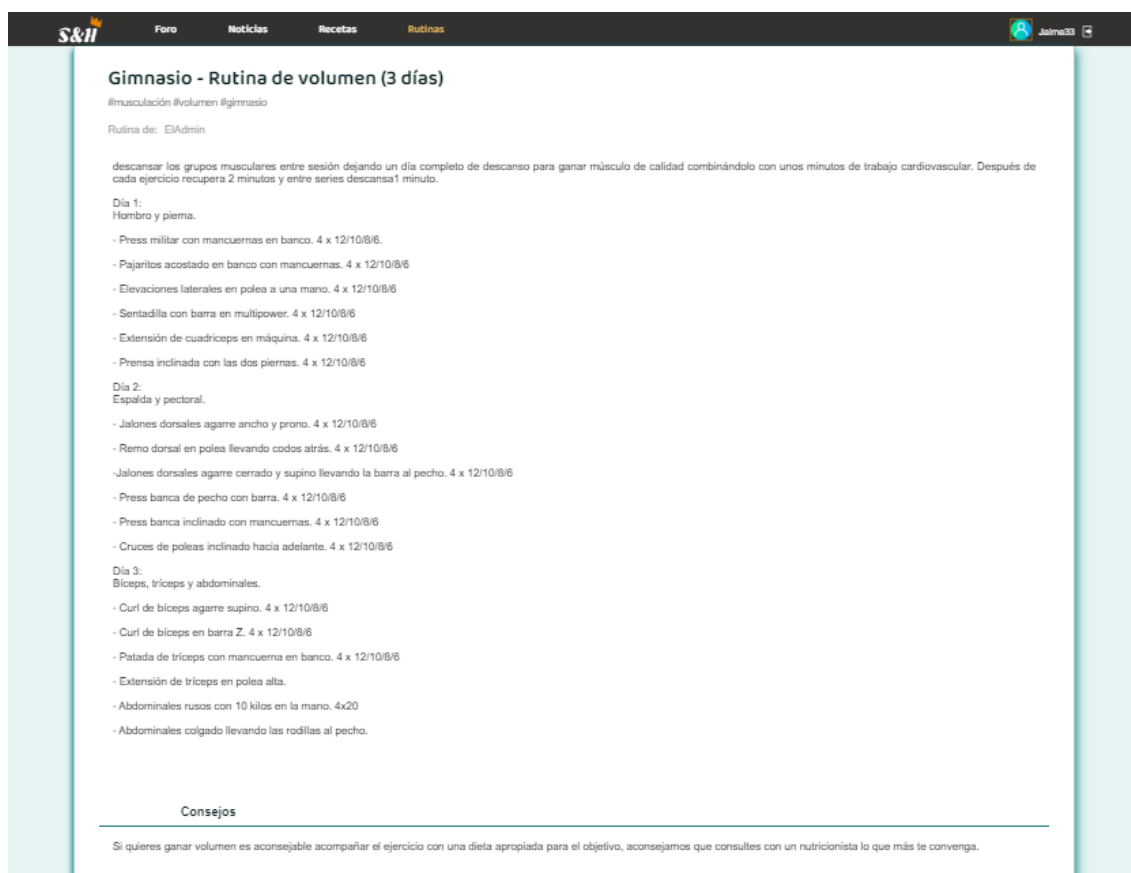 S&H Foro Noticias Recetas Rutinas Jaime33
Gimnasio - Rutina de volumen (3 días)
#musculación #volumen #gimnasio
Rutina de: ElAdmin
descansar los grupos musculares entre sesión dejando un día completo de descanso para ganar músculo de calidad combinándolo con unos minutos de trabajo cardiovascular. Después de
cada ejercicio recupera 2 minutos y entre series descansa1 minuto.
Día 1:
Hombro y pierna.
- Press militar con mancuernas en banco. 4 x 12/10/8/6.
- Pajaritos acostado en banco con mancuernas. 4 x 12/10/8/6
- Elevaciones laterales en polea a una mano. 4 x 12/10/8/6
- Sentadilla con barra en multipower. 4 x 12/10/8/6
- Extensión de cuadriceps en máquina. 4 x 12/10/8/6
- Prensa inclinada con las dos piernas. 4 x 12/10/8/6
Día 2:
Espalda y pectoral.
- Jalones dorsales agarre ancho y prono. 4 x 12/10/8/6
- Remo dorsal en polea llevando codos atrás. 4 x 12/10/8/6
-Jalones dorsales agarre cerrado y supino llevando la barra al pecho. 4 x 12/10/8/6
- Press banca de pecho con barra. 4 x 12/10/8/6
- Press banca inclinado con mancuernas. 4 x 12/10/8/6
- Cruces de poleas inclinado hacia adelante. 4 x 12/10/8/6
Día 3:
Bíceps, tríceps y abdominales.
- Curl de bíceps agarre supino. 4 x 12/10/8/6
- Curl de bíceps en barra Z. 4 x 12/10/8/6
- Patada de tríceps con mancuerna en banco. 4 x 12/10/8/6
- Extensión de tríceps en polea alta.
- Abdominales rusos con 10 kilos en la mano. 4x20
- Abdominales colgado llevando las rodillas al pecho.
Consejos
Si quieres ganar volumen es aconsejable acompañar el ejercicio con una dieta apropiada para el objetivo, aconsejamos que consultes con un nutricionista lo que más te convenga.